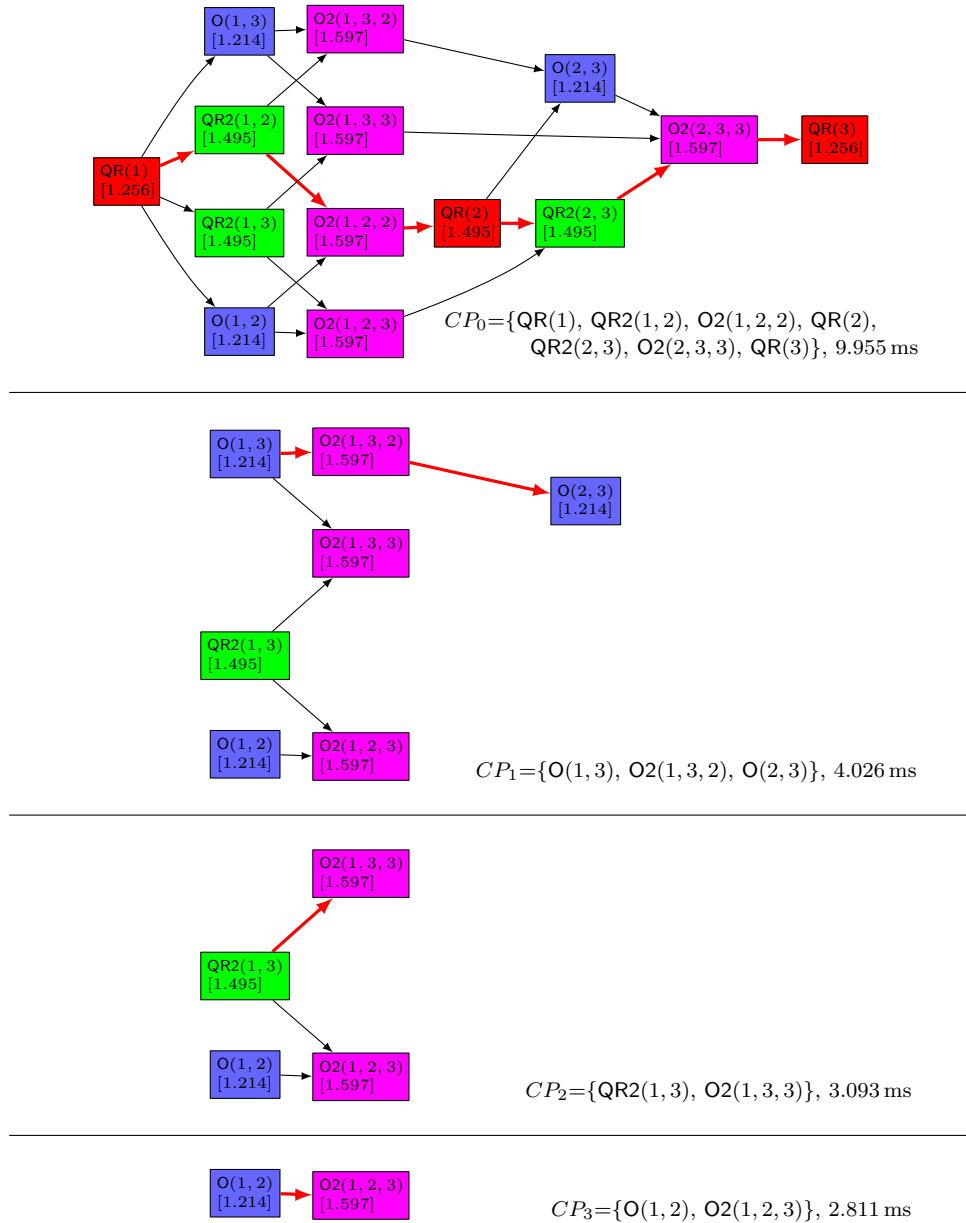 O(1, 3)
[1.214]
O2(1, 3, 2)
[1.597]
O(2, 3)
[1.214]
QR2(1, 2)
[1.495]
O2(1, 3, 3)
[1.597]
O2(2, 3, 3)
[1.597]
QR(3)
[1.256]
QR(1)
[1.256]
QR2(1, 3)
[1.495]
O2(1, 2, 2)
[1.597]
QR(2)
[1.495]
QR2(2, 3)
[1.495]
O(1, 2)
[1.214]
O2(1, 2, 3)
[1.597]
CP₀={QR(1), QR2(1, 2), O2(1, 2, 2), QR(2),
QR2(2, 3), O2(2, 3, 3), QR(3)}, 9.955 ms
O(1, 3)
[1.214]
O2(1, 3, 2)
[1.597]
O(2, 3)
[1.214]
O2(1, 3, 3)
[1.597]
QR2(1, 3)
[1.495]
O(1, 2)
[1.214]
O2(1, 2, 3)
[1.597]
CP₁={O(1, 3), O2(1, 3, 2), O(2, 3)}, 4.026 ms
O2(1, 3, 3)
[1.597]
QR2(1, 3)
[1.495]
O(1, 2)
[1.214]
O2(1, 2, 3)
[1.597]
CP₂={QR2(1, 3), O2(1, 3, 3)}, 3.093 ms
O(1, 2)
[1.214]
O2(1, 2, 3)
[1.597]
CP₃={O(1, 2), O2(1, 2, 3)}, 2.811 ms